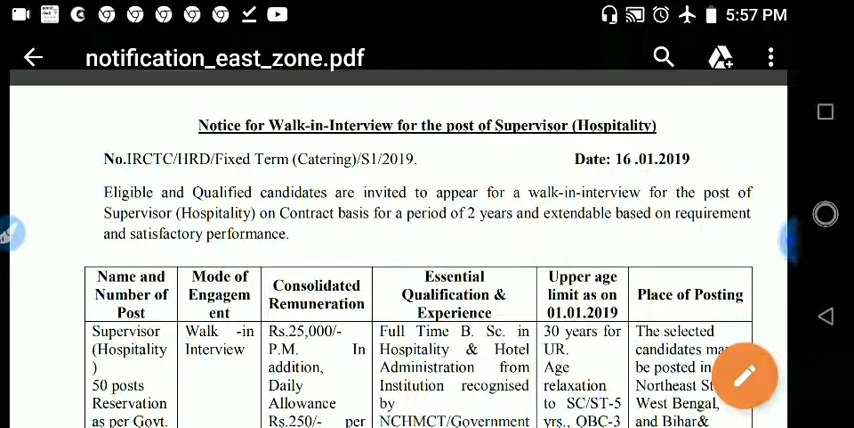 5:57 PM
notification_east_zone.pdf
Notice for Walk-in-Interview for the post of Supervisor (Hospitality)
No.IRCTC/HRD/Fixed Term (Catering)/S1/2019. Date: 16 .01.2019
Eligible and Qualified candidates are invited to appear for a walk-in-interview for the post of
Supervisor (Hospitality) on Contract basis for a period of 2 years and extendable based on requirement
and satisfactory performance.
Name and
Number of
Post
Mode of
Engagem
ent
Consolidated
Remuneration
Essential
Qualification &
Experience
Upper age
limit as on
01.01.2019
Place of Posting
Supervisor
(Hospitality
)
50 posts
Reservation
as per Govt.
Walk -in
Interview
Rs.25,000/-
P.M. In
addition,
Daily
Allowance
Rs.250/- per
Full Time B. Sc. in
Hospitality & Hotel
Administration from
Institution recognised
by
NCHMCT/Government
30 years for
UR.
Age
relaxation
to SC/ST-5
yrs., OBC-3
The selected
candidates
be posted in
Northeast
West Bengal,
and Bihar&